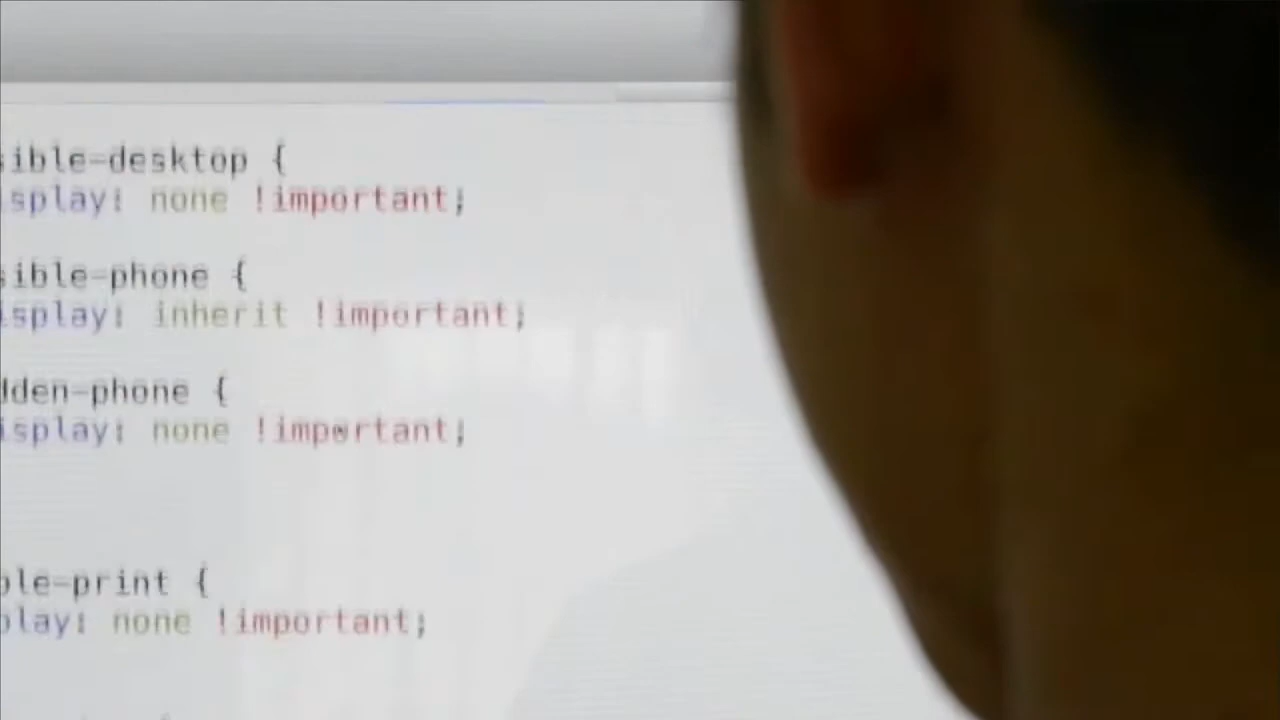 sible-desktop {
isplay: none !important;
sible-phone {
isplay: inherit !important;
dden-phone {
isplay: none !important;
ble-print {
play: none !important;